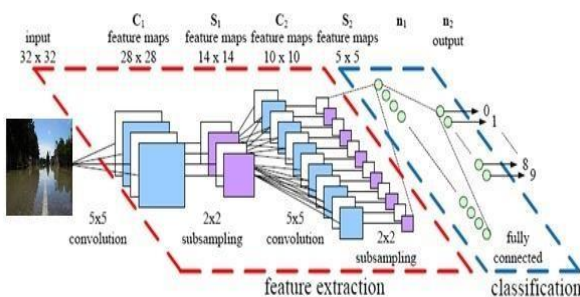 C1 S1 C2 S2 n1 n2
input feature maps feature maps feature maps feature maps output
32 x 32 28 x 28 14 x 14 10 x 10 5 x 5
0
1
8
9
5x5 convolution
2x2 subsampling
5x5 convolution
2x2 subsampling
fully connected
feature extraction
classification